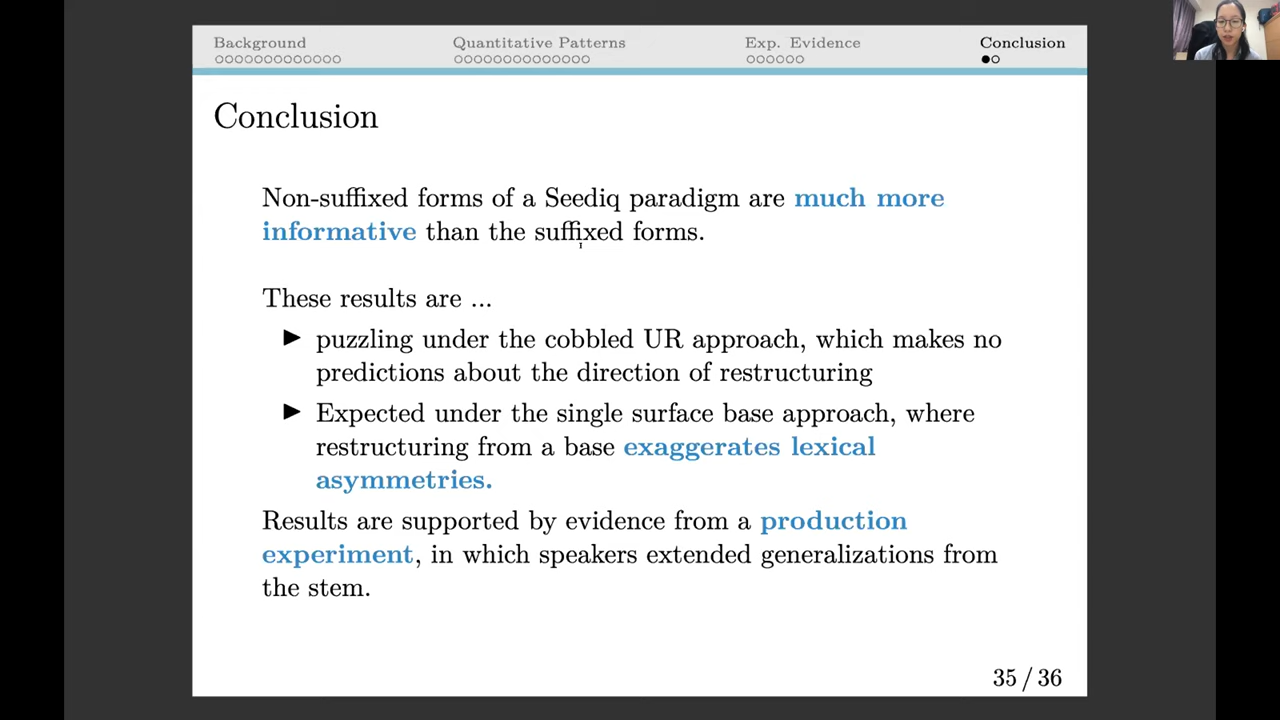 Background Quantitative Patterns Exp. Evidence Conclusion
Conclusion
Non-suffixed forms of a Seediq paradigm are much more
informative than the suffixed forms.
These results are ...
▶ puzzling under the cobbled UR approach, which makes no
predictions about the direction of restructuring
▶ Expected under the single surface base approach, where
restructuring from a base exaggerates lexical
asymmetries.
Results are supported by evidence from a production
experiment, in which speakers extended generalizations from
the stem.
35 / 36